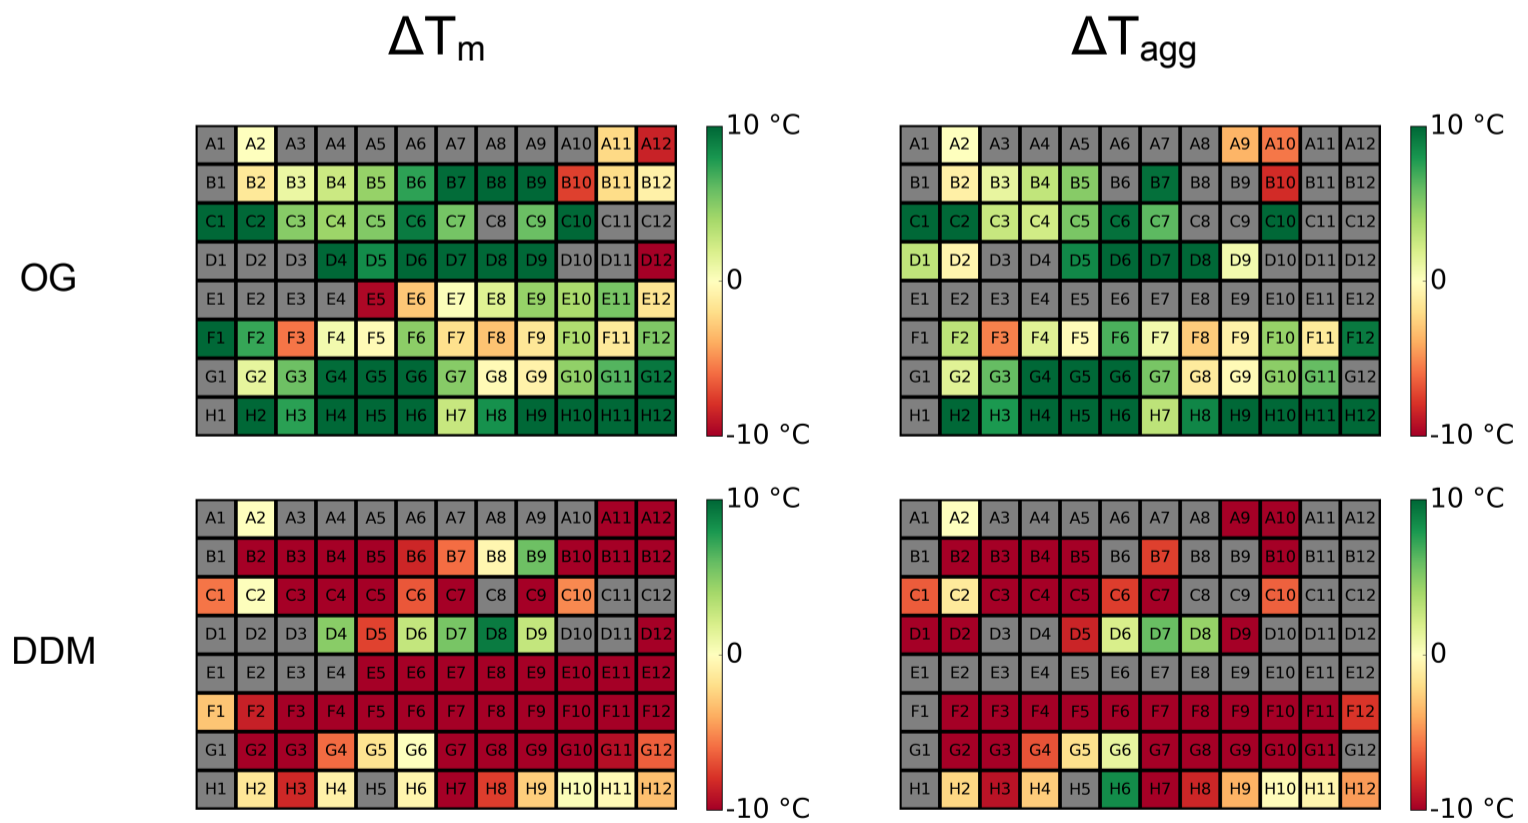 ΔTm ΔTagg
OG
A1 A2 A3 A4 A5 A6 A7 A8 A9 A10 A11 A12
B1 B2 B3 B4 B5 B6 B7 B8 B9 B10 B11 B12
C1 C2 C3 C4 C5 C6 C7 C8 C9 C10 C11 C12
D1 D2 D3 D4 D5 D6 D7 D8 D9 D10 D11 D12
E1 E2 E3 E4 E5 E6 E7 E8 E9 E10 E11 E12
F1 F2 F3 F4 F5 F6 F7 F8 F9 F10 F11 F12
G1 G2 G3 G4 G5 G6 G7 G8 G9 G10 G11 G12
H1 H2 H3 H4 H5 H6 H7 H8 H9 H10 H11 H12
10 °C
0
-10 °C
A1 A2 A3 A4 A5 A6 A7 A8 A9 A10 A11 A12
B1 B2 B3 B4 B5 B6 B7 B8 B9 B10 B11 B12
C1 C2 C3 C4 C5 C6 C7 C8 C9 C10 C11 C12
D1 D2 D3 D4 D5 D6 D7 D8 D9 D10 D11 D12
E1 E2 E3 E4 E5 E6 E7 E8 E9 E10 E11 E12
F1 F2 F3 F4 F5 F6 F7 F8 F9 F10 F11 F12
G1 G2 G3 G4 G5 G6 G7 G8 G9 G10 G11 G12
H1 H2 H3 H4 H5 H6 H7 H8 H9 H10 H11 H12
10 °C
0
-10 °C
DDM
A1 A2 A3 A4 A5 A6 A7 A8 A9 A10 A11 A12
B1 B2 B3 B4 B5 B6 B7 B8 B9 B10 B11 B12
C1 C2 C3 C4 C5 C6 C7 C8 C9 C10 C11 C12
D1 D2 D3 D4 D5 D6 D7 D8 D9 D10 D11 D12
E1 E2 E3 E4 E5 E6 E7 E8 E9 E10 E11 E12
F1 F2 F3 F4 F5 F6 F7 F8 F9 F10 F11 F12
G1 G2 G3 G4 G5 G6 G7 G8 G9 G10 G11 G12
H1 H2 H3 H4 H5 H6 H7 H8 H9 H10 H11 H12
10 °C
0
-10 °C
A1 A2 A3 A4 A5 A6 A7 A8 A9 A10 A11 A12
B1 B2 B3 B4 B5 B6 B7 B8 B9 B10 B11 B12
C1 C2 C3 C4 C5 C6 C7 C8 C9 C10 C11 C12
D1 D2 D3 D4 D5 D6 D7 D8 D9 D10 D11 D12
E1 E2 E3 E4 E5 E6 E7 E8 E9 E10 E11 E12
F1 F2 F3 F4 F5 F6 F7 F8 F9 F10 F11 F12
G1 G2 G3 G4 G5 G6 G7 G8 G9 G10 G11 G12
H1 H2 H3 H4 H5 H6 H7 H8 H9 H10 H11 H12
10 °C
0
-10 °C